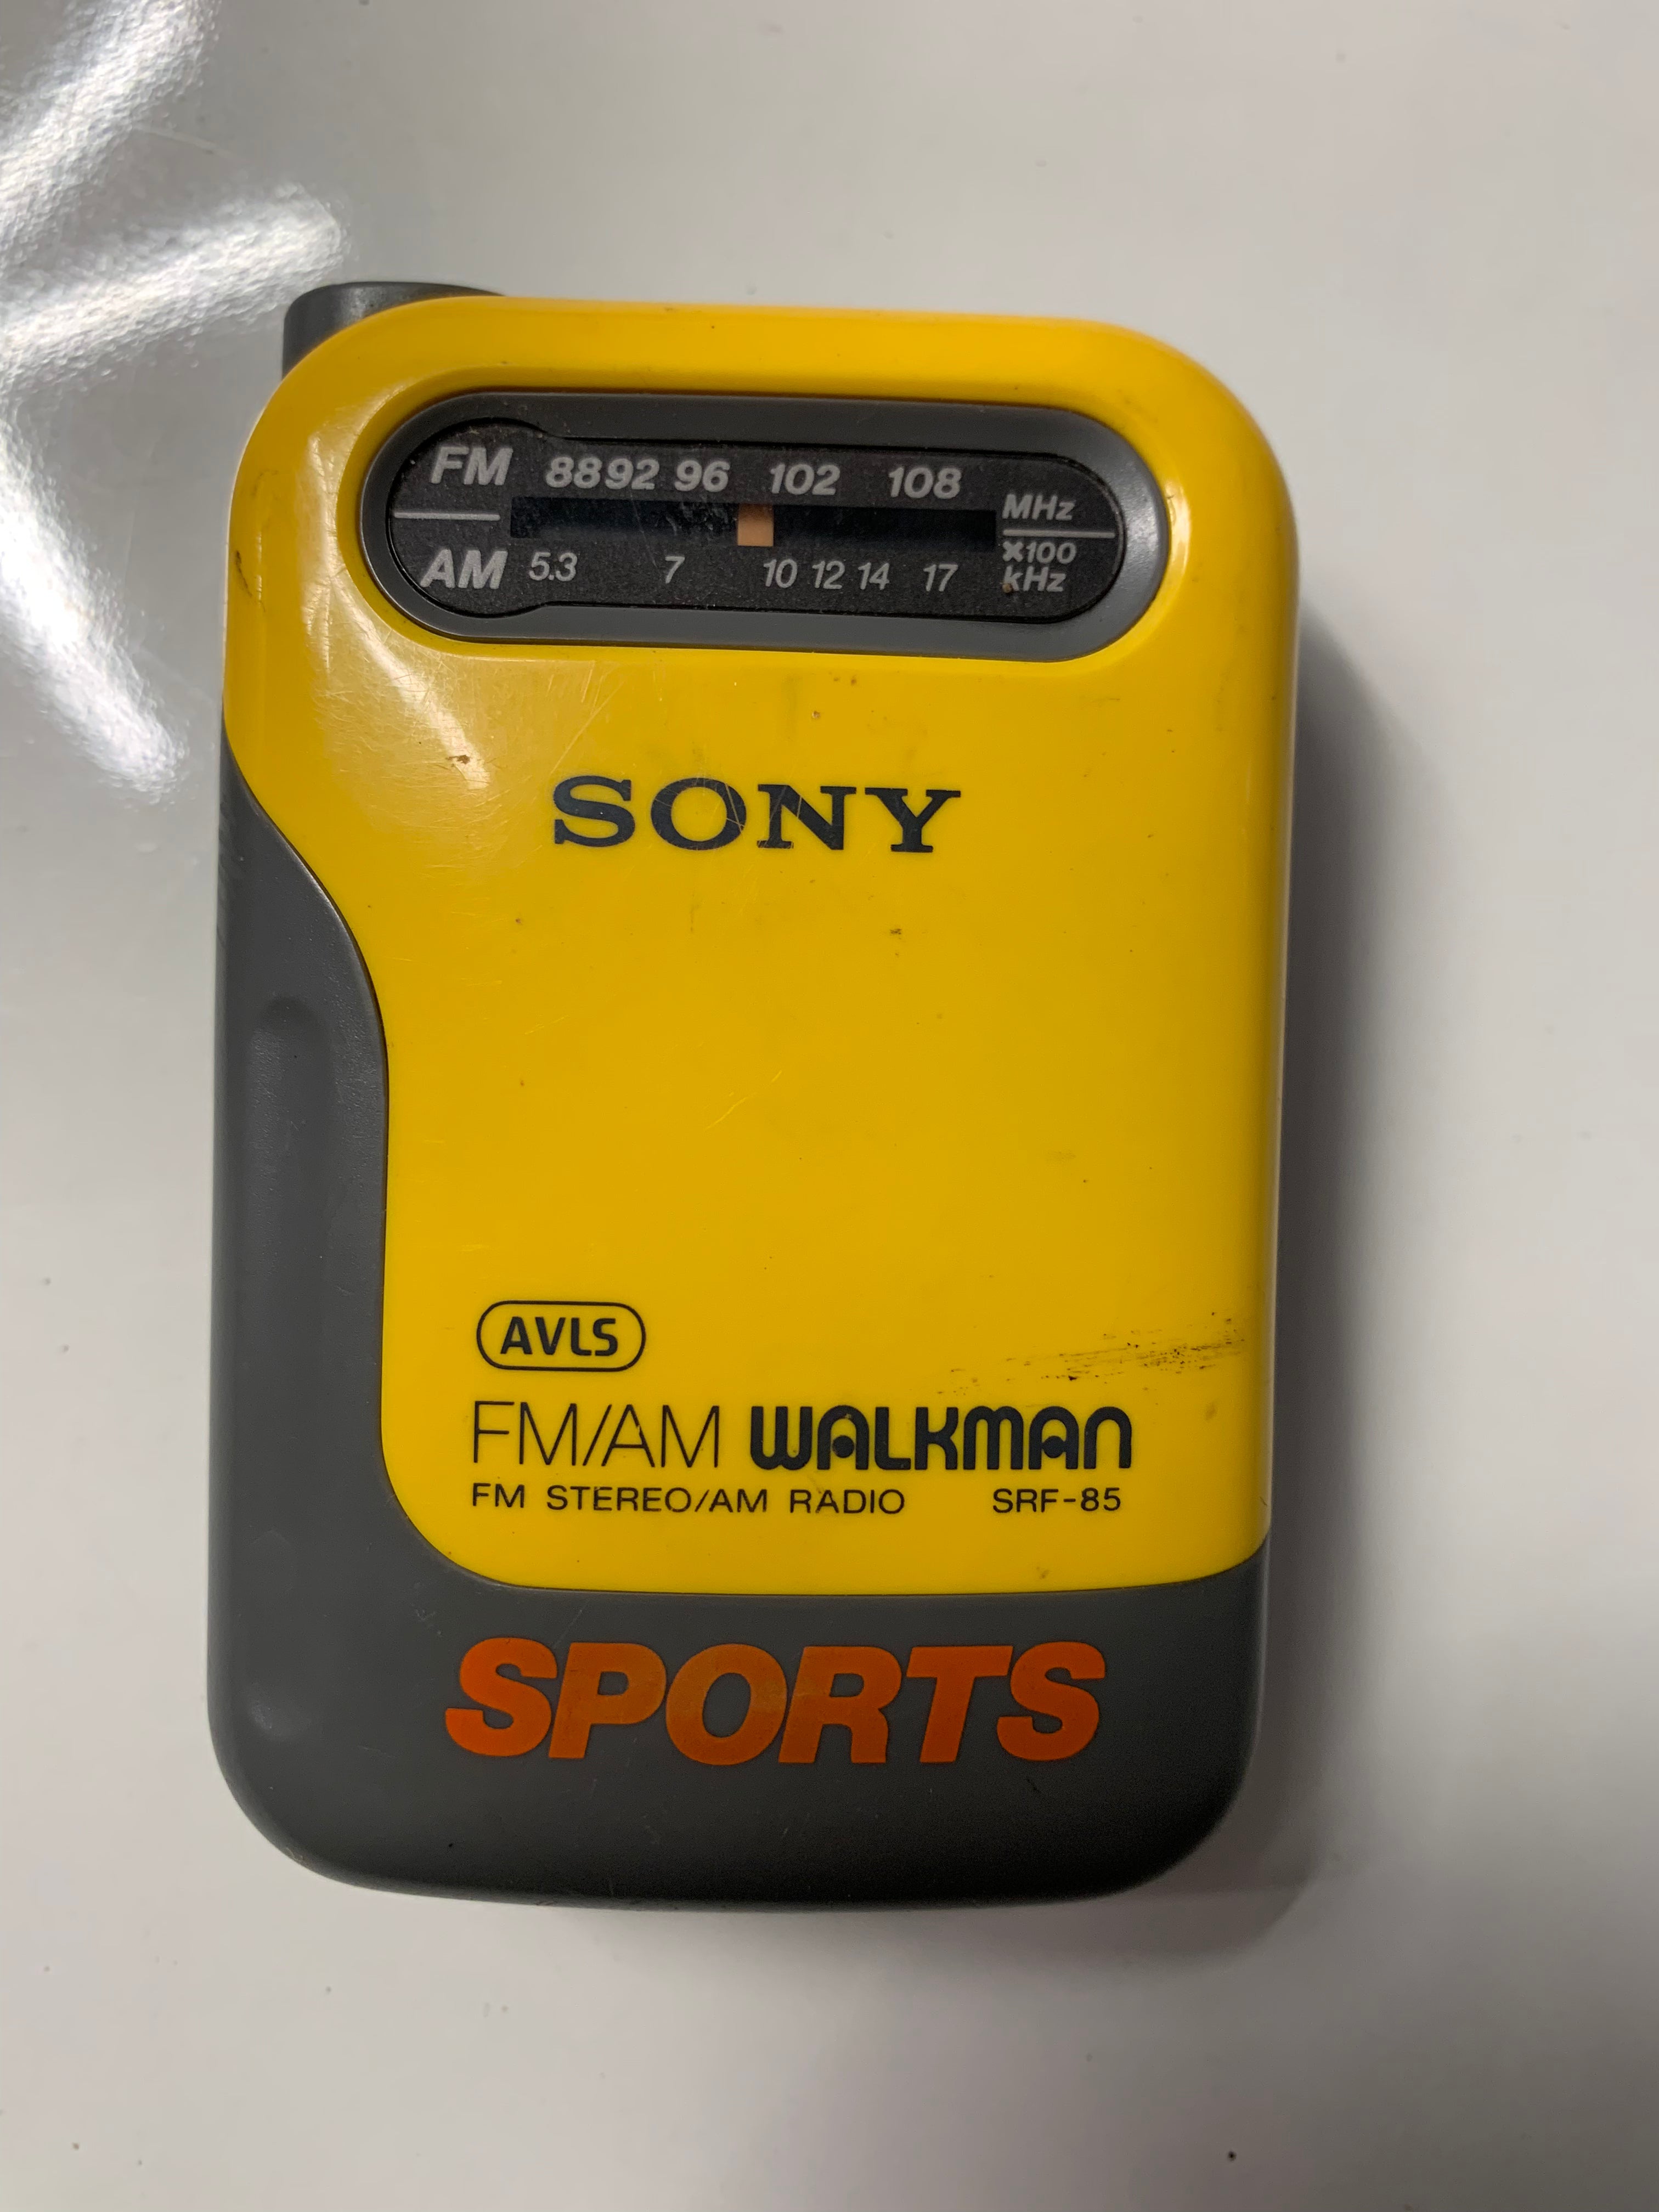 FM 88 92 96 102 108 MHz
AM 5.3 7 10 12 14 17 ×100 kHz
SONY
AVLS
FM/AM WALKMAN
FM STEREO/AM RADIO SRF-85
SPORTS